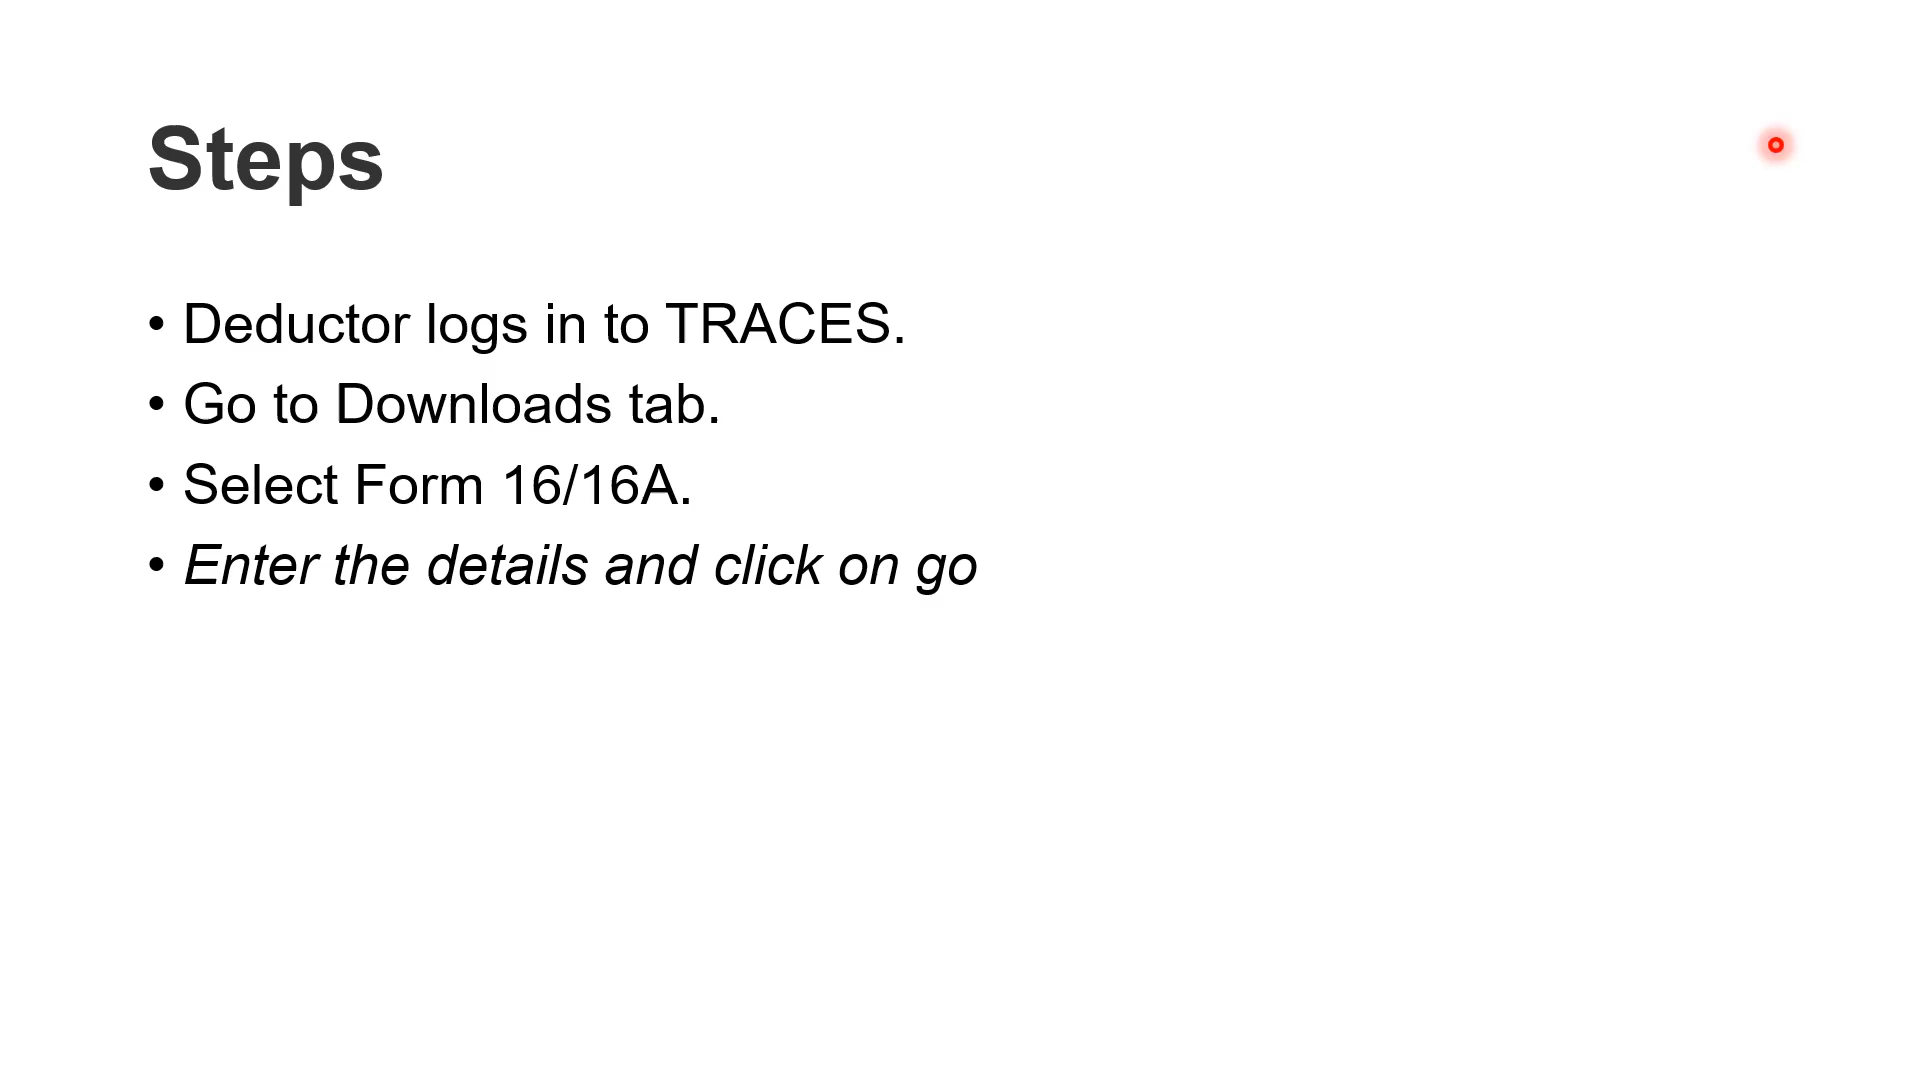 Steps
• Deductor logs in to TRACES.
• Go to Downloads tab.
• Select Form 16/16A.
• Enter the details and click on go